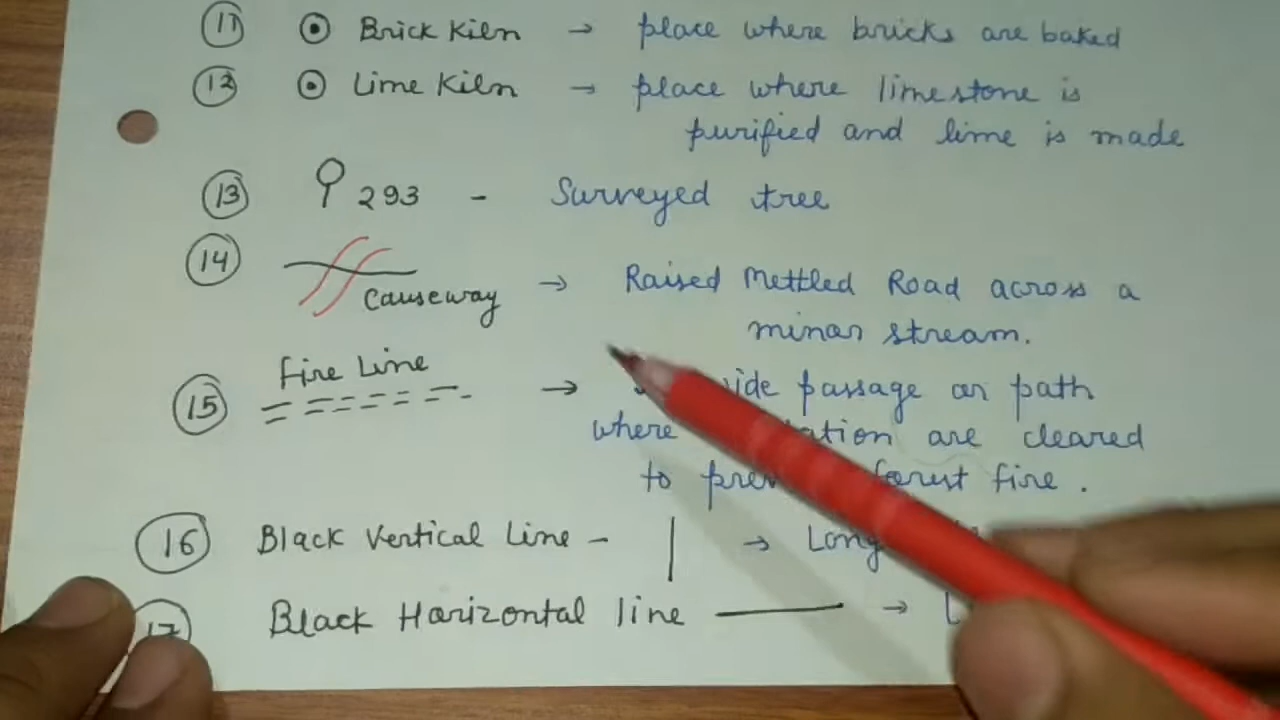 11 Brick Kiln → place where bricks are baked
12 Lime Kiln → place where limestone is
purified and lime is made
13 293 - Surveyed tree
14 Causeway → Raised Mettled Road across a
minor stream.
Fire Line
15 → passage or path
where are cleared
to forest fire.
16 Black Vertical Line - | →
17 Black Horizontal line — →